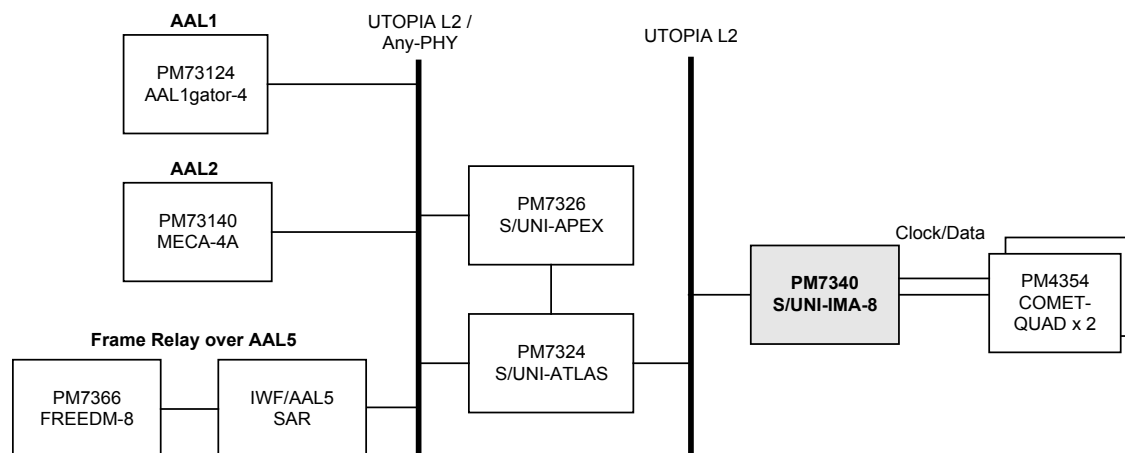 AAL1
PM73124
AAL1gator-4
UTOPIA L2 /
Any-PHY
UTOPIA L2
AAL2
PM73140
MECA-4A
PM7326
S/UNI-APEX
Clock/Data
PM7340
S/UNI-IMA-8
PM4354
COMET-
QUAD x 2
Frame Relay over AAL5
PM7324
S/UNI-ATLAS
PM7366
FREEDM-8
IWF/AAL5
SAR